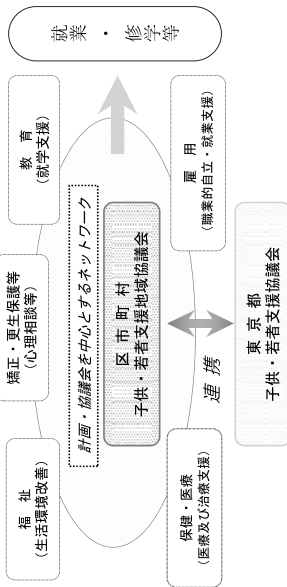 就業・修学等
教育
(就学支援)
雇用
(職業的自立・就業支援)
矯正・更生保護等
(心理相談等)
計画・協議会を中心とするネットワーク
区市町村
子供・若者支援地域協議会
連携
東京都
子供・若者支援協議会
福祉
(生活環境改善)
保健・医療
(医療及び治療支援)